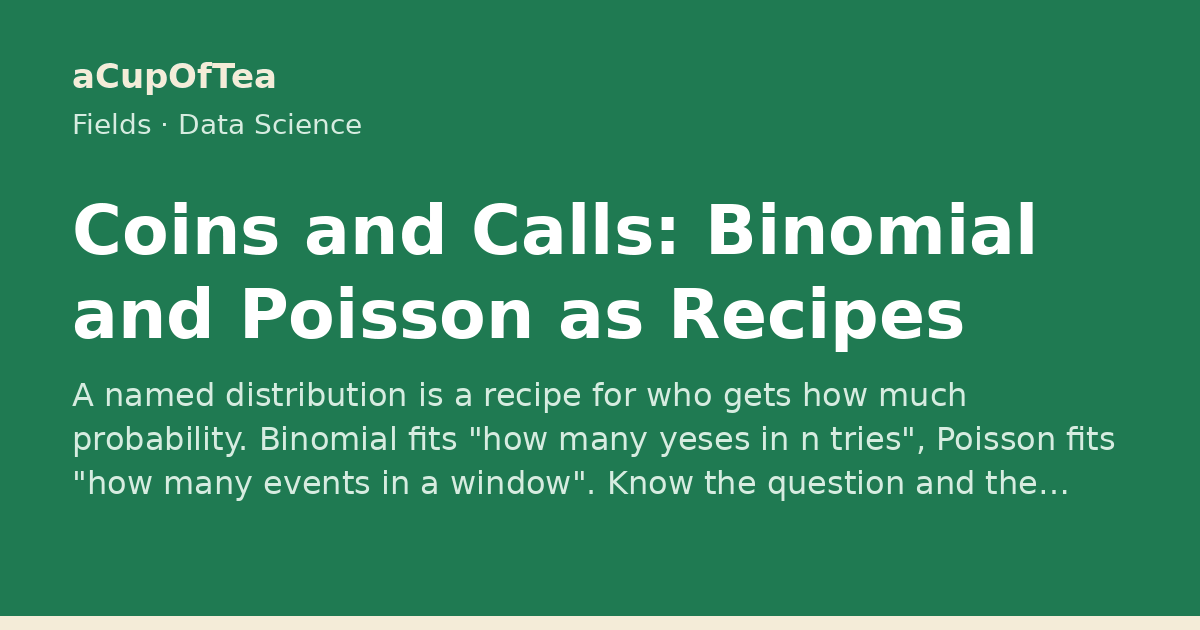 aCupOfTea
Fields · Data Science
Coins and Calls: Binomial
and Poisson as Recipes
A named distribution is a recipe for who gets how much
probability. Binomial fits "how many yeses in n tries", Poisson fits
"how many events in a window". Know the question and the…